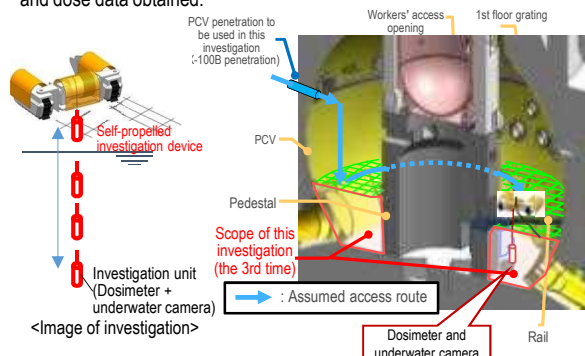 and dose data obtained.
PCV penetration to
be used in this
investigation
X-100B penetration)
Workers' access
opening
1st floor grating
Self-propelled
investigation device
PCV
Pedestal
Scope of this
investigation
(the 3rd time)
Investigation unit
(Dosimeter +
underwater camera)
<Image of investigation>
: Assumed access route
Dosimeter and
underwater camera
Rail